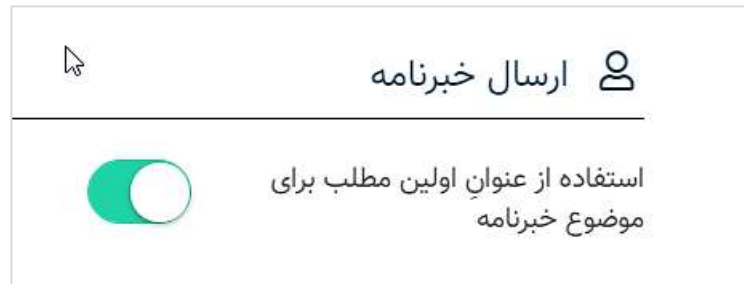 ارسال خبرنامه
استفاده از عنوانِ اولین مطلب برای
موضوع خبرنامه